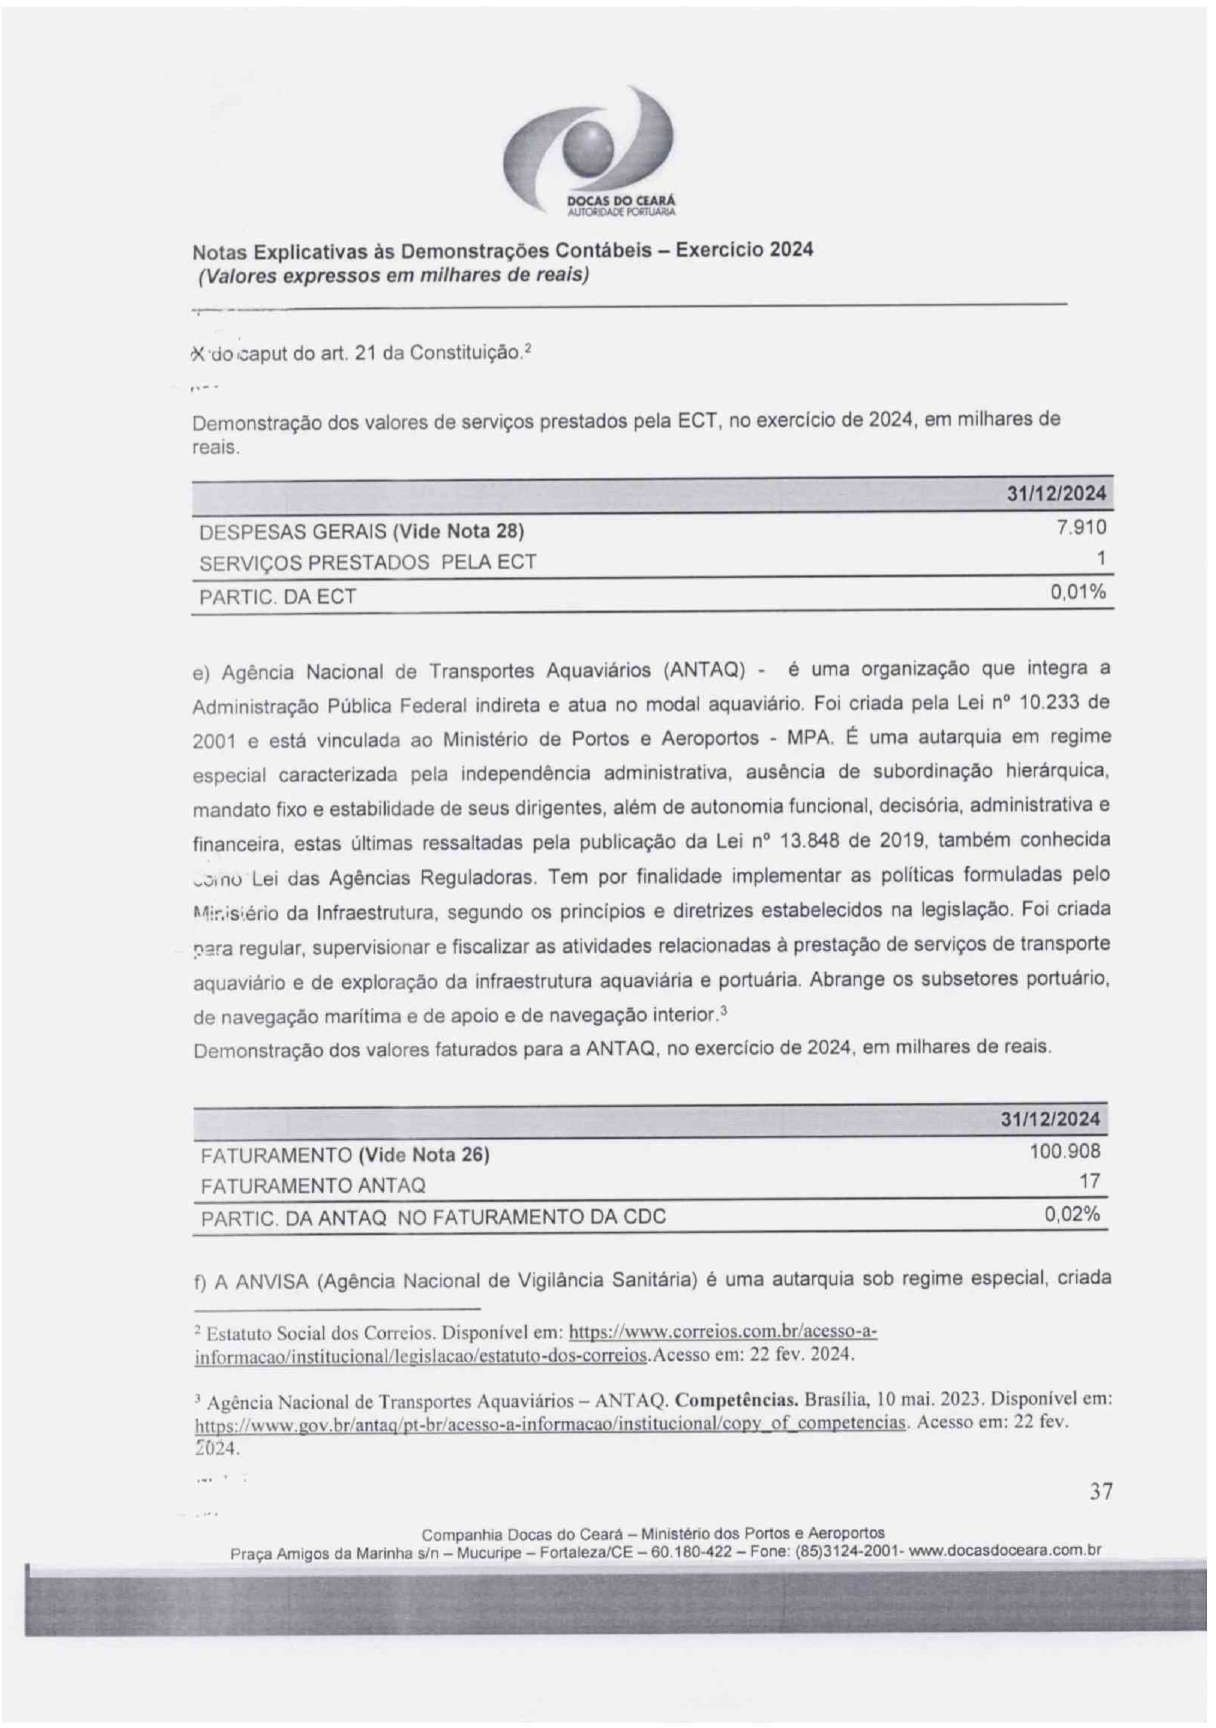 DOCAS DO CEARÁ
AUTORIDADE PORTUÁRIA
Notas Explicativas às Demonstrações Contábeis – Exercício 2024
(Valores expressos em milhares de reais)
X do caput do art. 21 da Constituição.²
Demonstração dos valores de serviços prestados pela ECT, no exercício de 2024, em milhares de
reais.
31/12/2024
DESPESAS GERAIS (Vide Nota 28) 7.910
SERVIÇOS PRESTADOS PELA ECT 1
PARTIC. DA ECT 0,01%
e) Agência Nacional de Transportes Aquaviários (ANTAQ) - é uma organização que integra a
Administração Pública Federal indireta e atua no modal aquaviário. Foi criada pela Lei nº 10.233 de
2001 e está vinculada ao Ministério de Portos e Aeroportos - MPA. É uma autarquia em regime
especial caracterizada pela independência administrativa, ausência de subordinação hierárquica,
mandato fixo e estabilidade de seus dirigentes, além de autonomia funcional, decisória, administrativa e
financeira, estas últimas ressaltadas pela publicação da Lei nº 13.848 de 2019, também conhecida
como Lei das Agências Reguladoras. Tem por finalidade implementar as políticas formuladas pelo
Ministério da Infraestrutura, segundo os princípios e diretrizes estabelecidos na legislação. Foi criada
para regular, supervisionar e fiscalizar as atividades relacionadas à prestação de serviços de transporte
aquaviário e de exploração da infraestrutura aquaviária e portuária. Abrange os subsetores portuário,
de navegação marítima e de apoio e de navegação interior.³
Demonstração dos valores faturados para a ANTAQ, no exercício de 2024, em milhares de reais.
31/12/2024
FATURAMENTO (Vide Nota 26) 100.908
FATURAMENTO ANTAQ 17
PARTIC. DA ANTAQ NO FATURAMENTO DA CDC 0,02%
f) A ANVISA (Agência Nacional de Vigilância Sanitária) é uma autarquia sob regime especial, criada
² Estatuto Social dos Correios. Disponível em: https://www.correios.com.br/acesso-a-
informacao/institucional/legislacao/estatuto-dos-correios.Acesso em: 22 fev. 2024.
³ Agência Nacional de Transportes Aquaviários – ANTAQ. Competências. Brasília, 10 mai. 2023. Disponível em:
https://www.gov.br/antaq/pt-br/acesso-a-informacao/institucional/copy_of_competencias. Acesso em: 22 fev.
2024.
37
Companhia Docas do Ceará – Ministério dos Portos e Aeroportos
Praça Amigos da Marinha s/n – Mucuripe – Fortaleza/CE – 60.180-422 – Fone: (85)3124-2001- www.docasdoceara.com.br